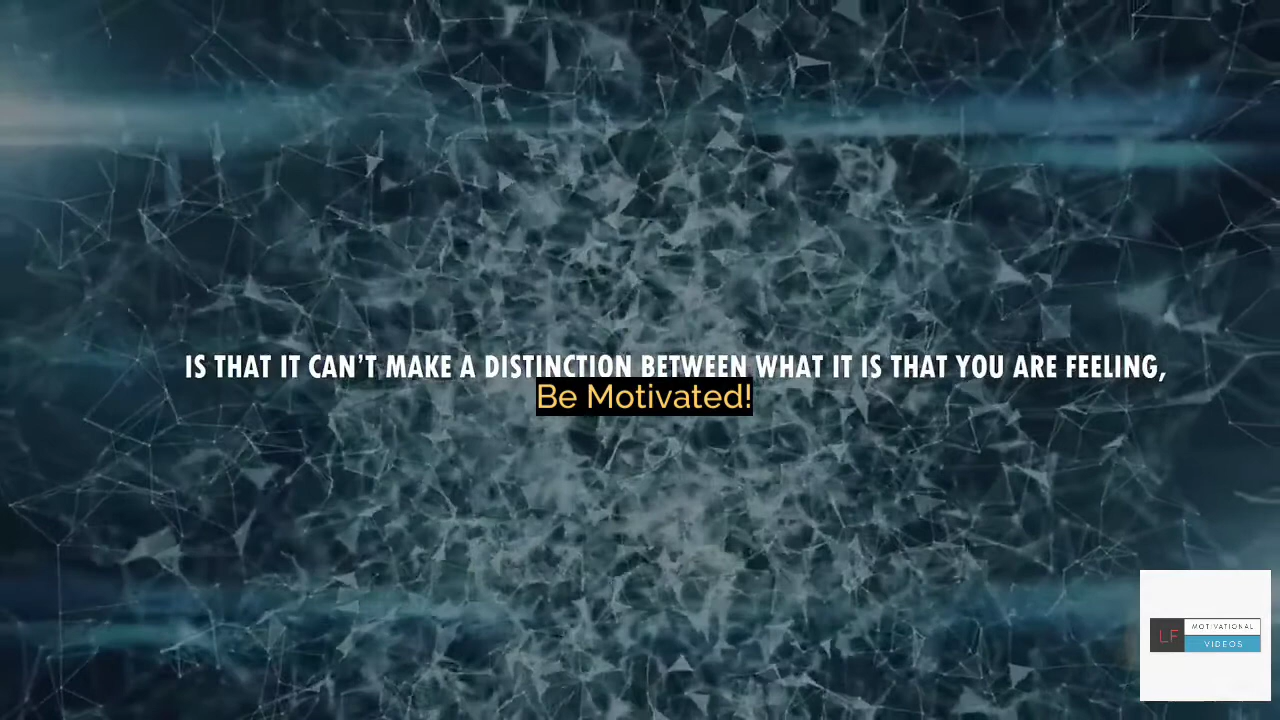 IS THAT IT CAN'T MAKE A DISTINCTION BETWEEN WHAT IT IS THAT YOU ARE FEELING,
Be Motivated!
LF
MOTIVATIONAL
VIDEOS